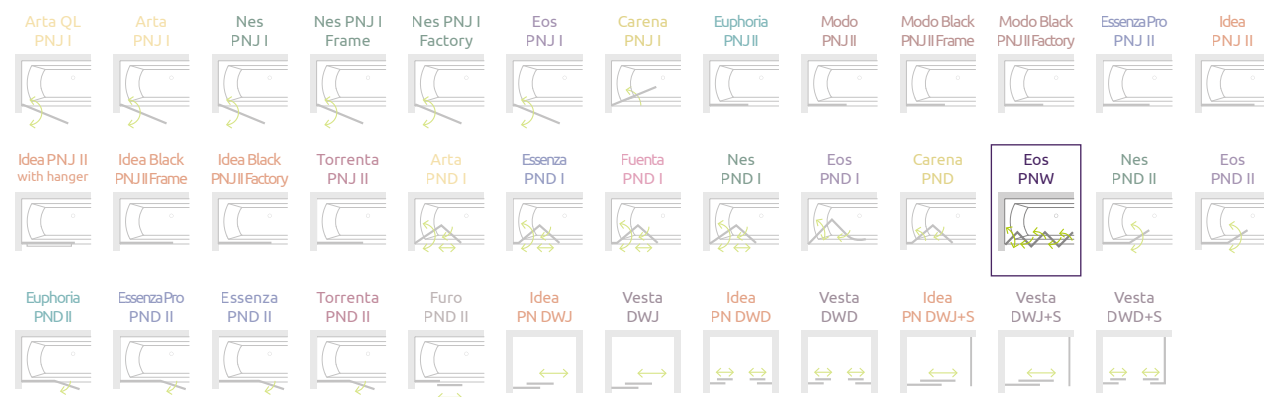 Arta QL
PNJ I
Arta
PNJ I
Nes
PNJ I
Nes PNJ I
Frame
Nes PNJ I
Factory
Eos
PNJ I
Carena
PNJ I
Euphoria
PNJ II
Modo
PNJ II
Modo Black
PNJ II Frame
Modo Black
PNJ II Factory
Essenza Pro
PNJ II
Idea
PNJ II
Idea PNJ II
with hanger
Idea Black
PNJ II Frame
Idea Black
PNJ II Factory
Torrenta
PNJ II
Arta
PND I
Essenza
PND I
Fuenta
PND I
Nes
PND I
Eos
PND I
Carena
PND
Eos
PNW
Nes
PND II
Eos
PND II
Euphoria
PND II
Essenza Pro
PND II
Essenza
PND II
Torrenta
PND II
Furo
PND II
Idea
PN DWJ
Vesta
DWJ
Idea
PN DWD
Vesta
DWD
Idea
PN DWJ+S
Vesta
DWJ+S
Vesta
DWD+S